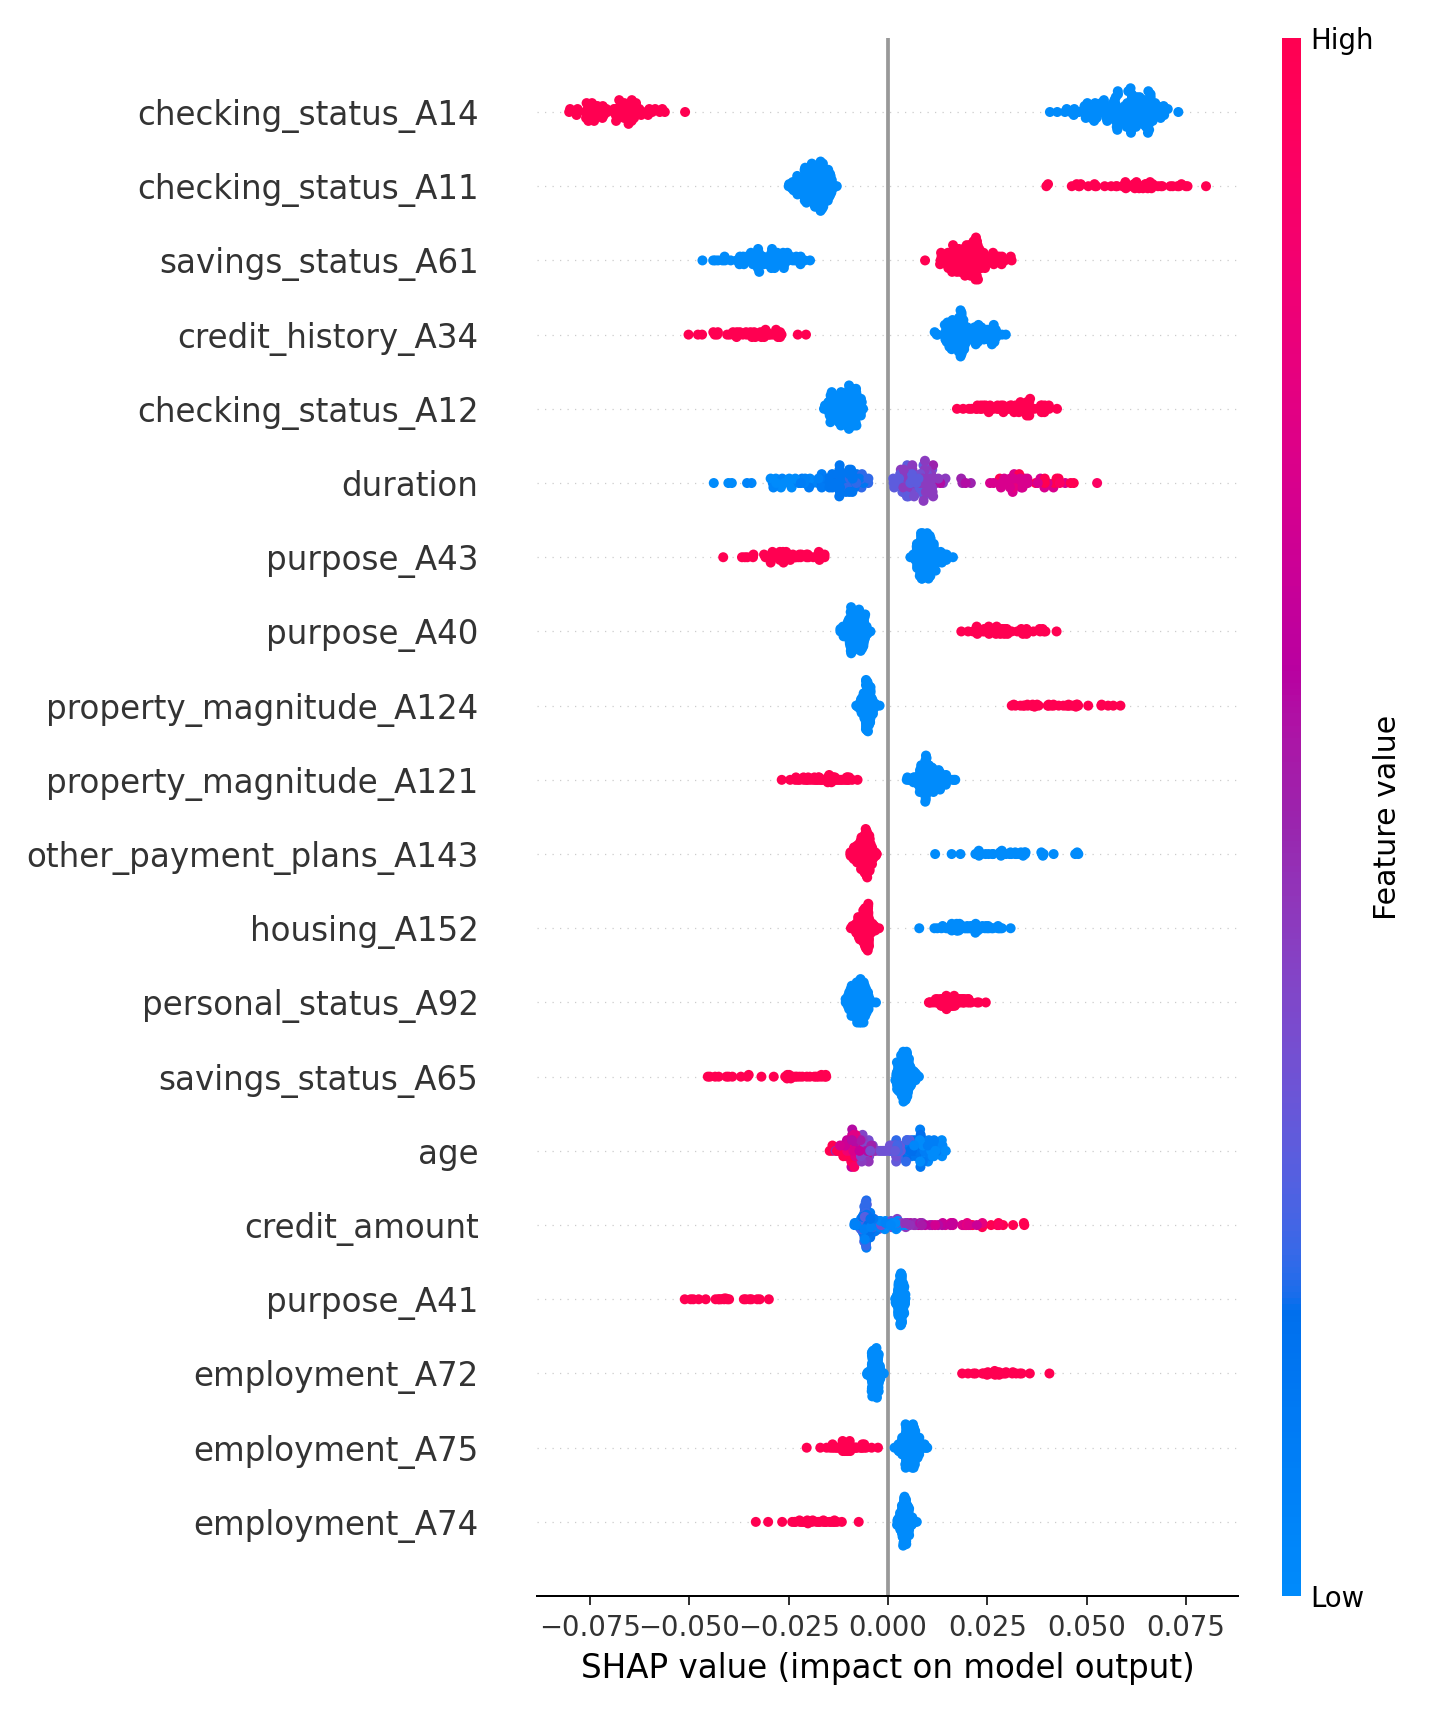 High
checking_status_A14
checking_status_A11
savings_status_A61
credit_history_A34
checking_status_A12
duration
purpose_A43
purpose_A40
property_magnitude_A124
property_magnitude_A121
other_payment_plans_A143
housing_A152
personal_status_A92
savings_status_A65
age
credit_amount
purpose_A41
employment_A72
employment_A75
employment_A74
Feature value
Low
−0.075 −0.050 −0.025 0.000 0.025 0.050 0.075
SHAP value (impact on model output)